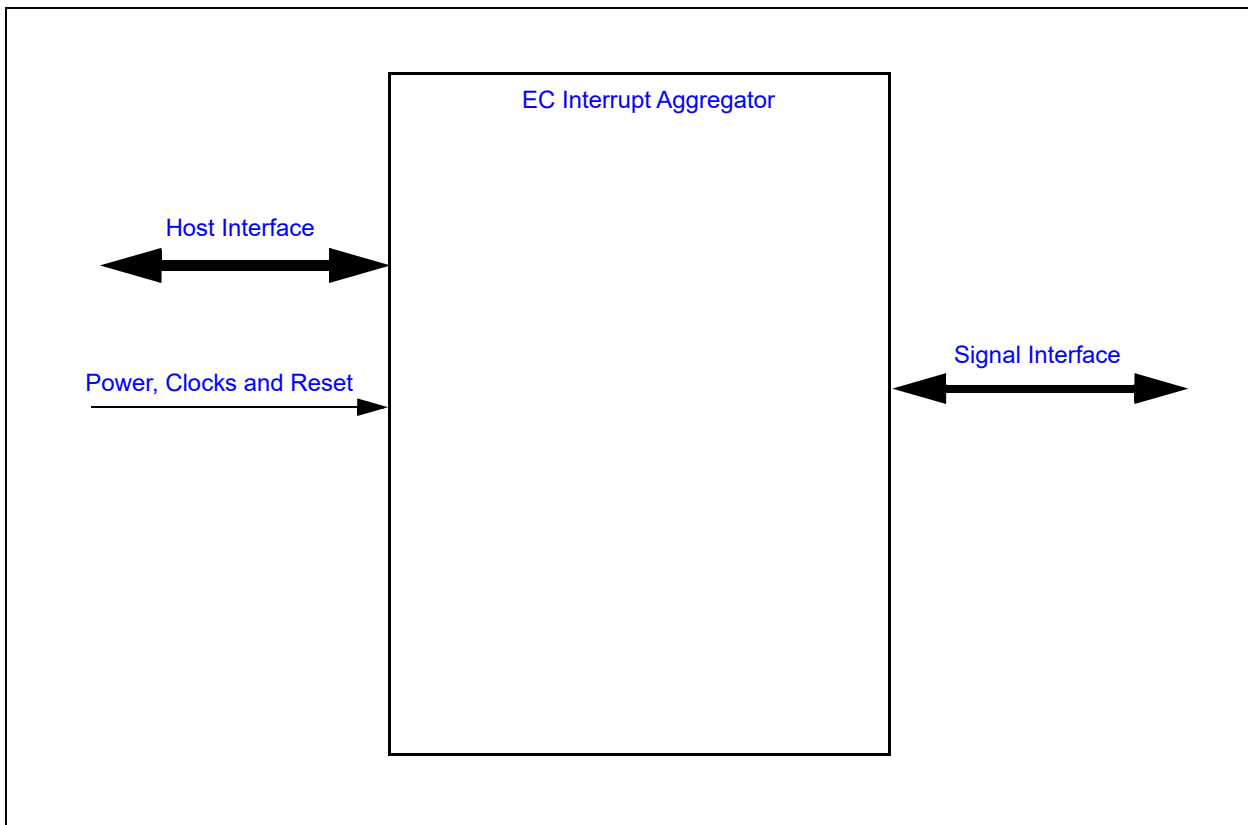 EC Interrupt Aggregator
Host Interface
Signal Interface
Power, Clocks and Reset